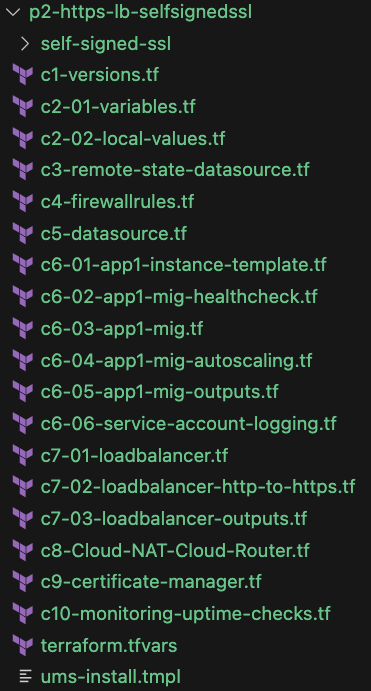 p2-https-lb-selfsignedssl
self-signed-ssl
c1-versions.tf
c2-01-variables.tf
c2-02-local-values.tf
c3-remote-state-datasource.tf
c4-firewallrules.tf
c5-datasource.tf
c6-01-app1-instance-template.tf
c6-02-app1-mig-healthcheck.tf
c6-03-app1-mig.tf
c6-04-app1-mig-autoscaling.tf
c6-05-app1-mig-outputs.tf
c6-06-service-account-logging.tf
c7-01-loadbalancer.tf
c7-02-loadbalancer-http-to-https.tf
c7-03-loadbalancer-outputs.tf
c8-Cloud-NAT-Cloud-Router.tf
c9-certificate-manager.tf
c10-monitoring-uptime-checks.tf
terraform.tfvars
ums-install.tmpl